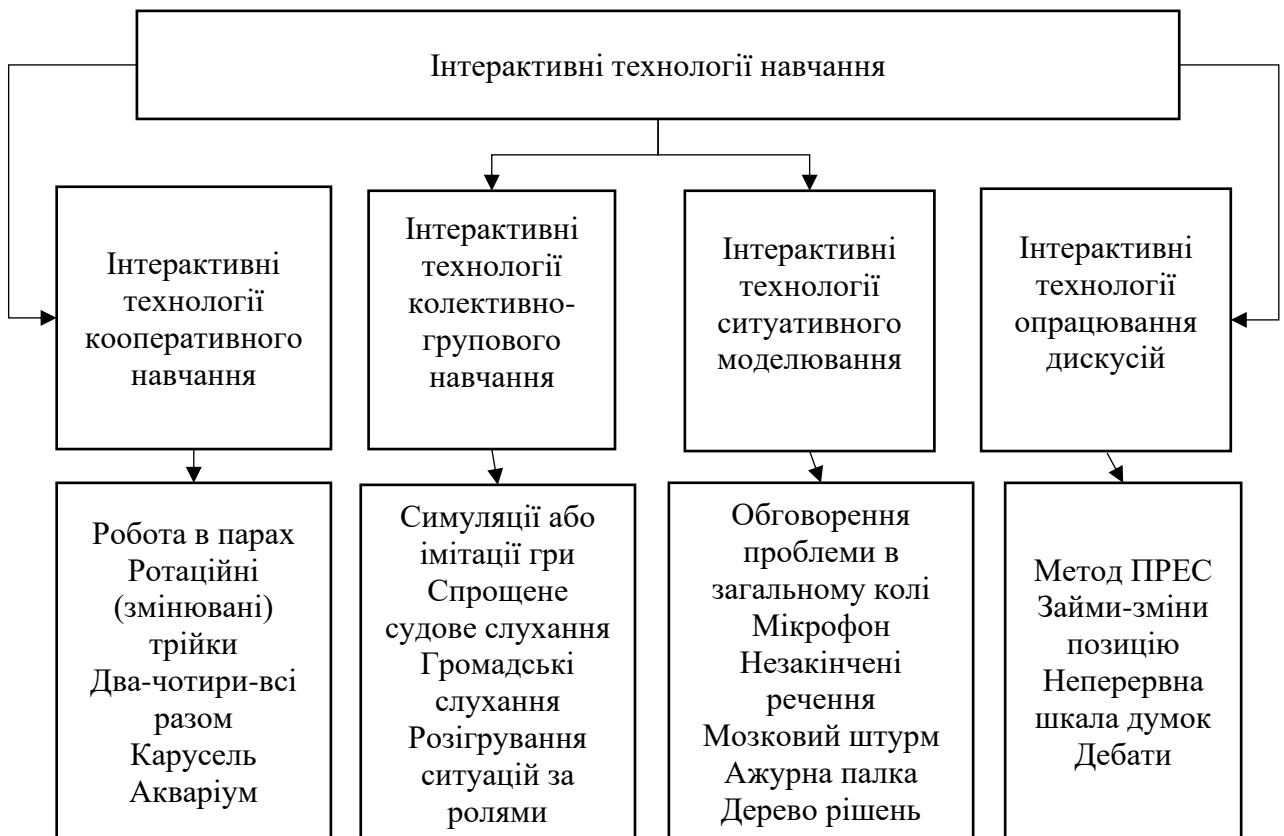 Інтерактивні технології навчання
Інтерактивні
технології
кооперативного
навчання
Інтерактивні
технології
колективно-
групового
навчання
Інтерактивні
технології
ситуативного
моделювання
Інтерактивні
технології
опрацювання
дискусій
Робота в парах
Ротаційні
(змінювані)
трійки
Два-чотири-всі
разом
Карусель
Акваріум
Симуляції або
імітації гри
Спрощене
судове слухання
Громадські
слухання
Розігрування
ситуацій за
ролями
Обговорення
проблеми в
загальному колі
Мікрофон
Незакінчені
речення
Мозковий штурм
Ажурна палка
Дерево рішень
Метод ПРЕС
Займи-зміни
позицію
Неперервна
шкала думок
Дебати